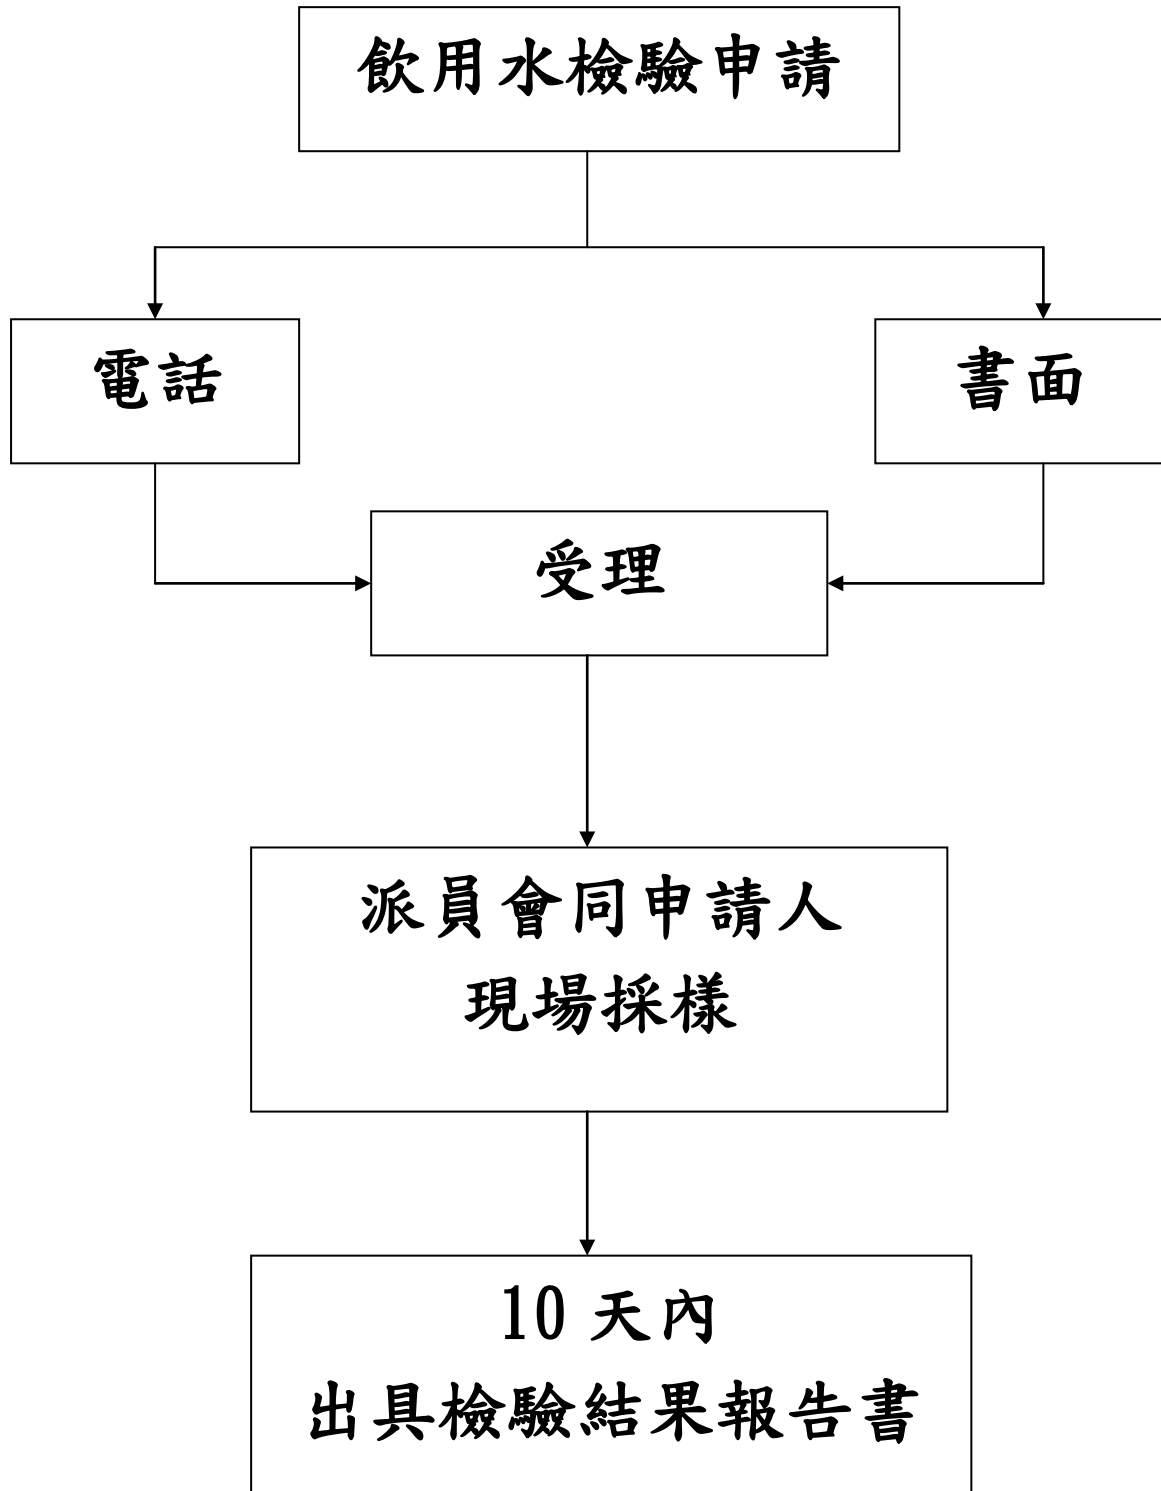 飲用水檢驗申請
電話
書面
受理
派員會同申請人
現場採樣
10 天內
出具檢驗結果報告書